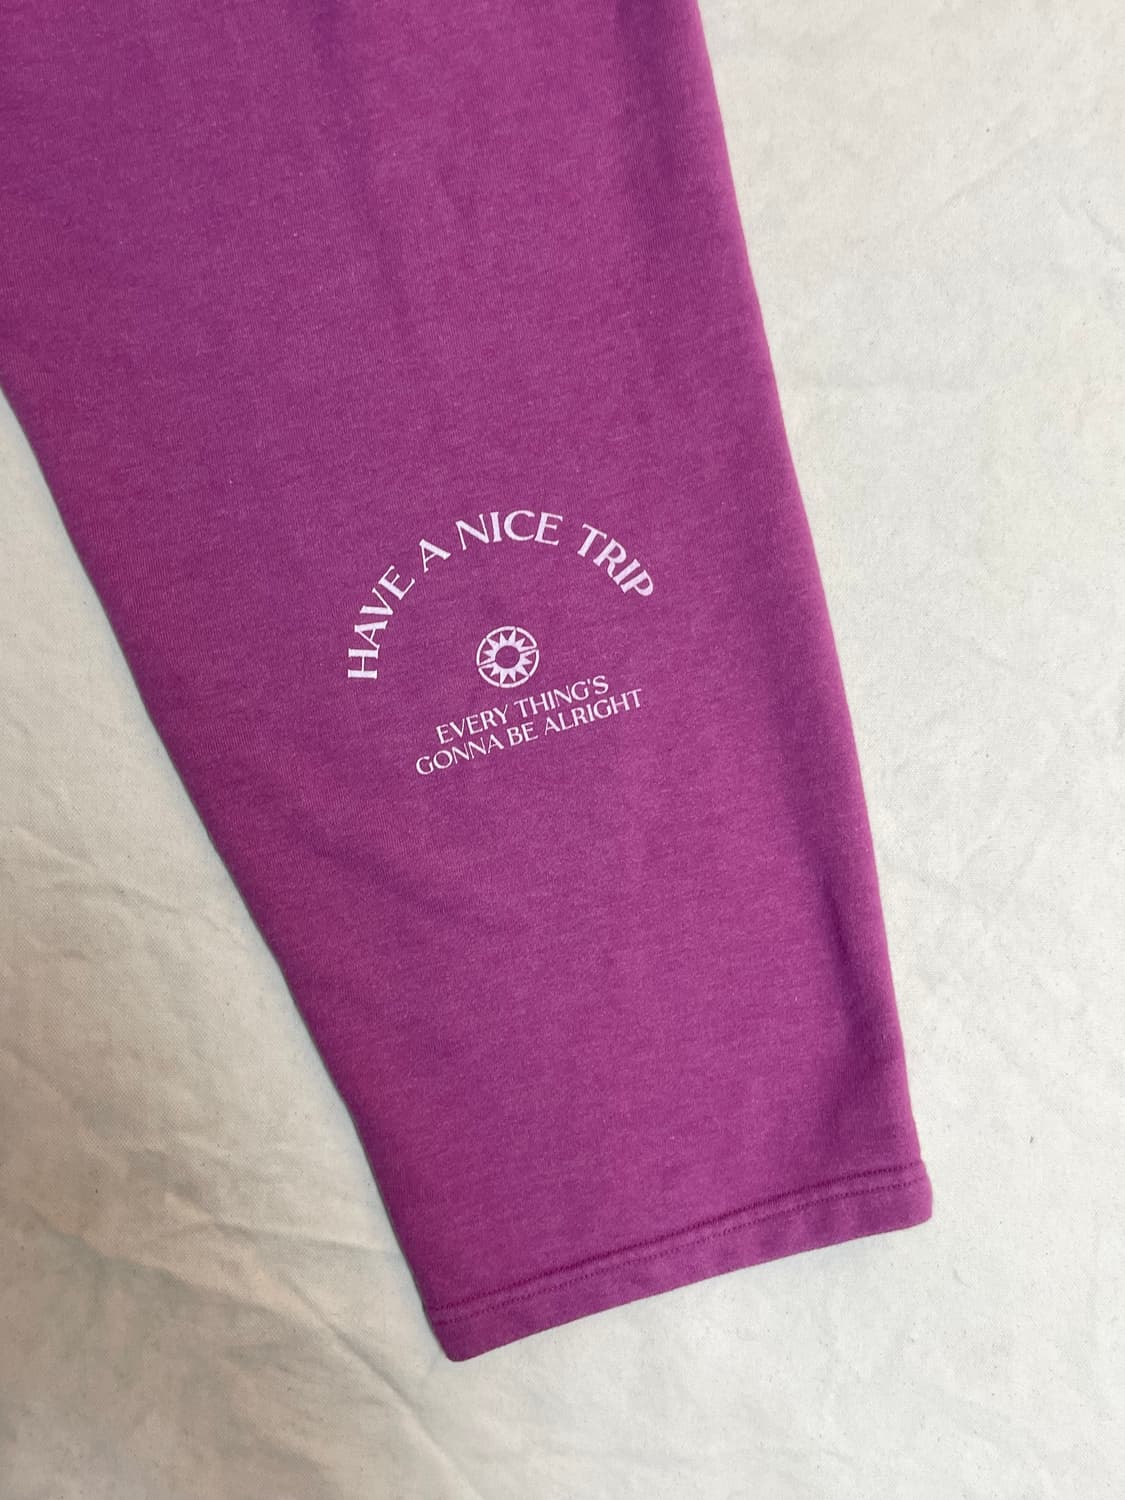 HAVE A NICE TRIP
EVERY THING'S
GONNA BE ALRIGHT